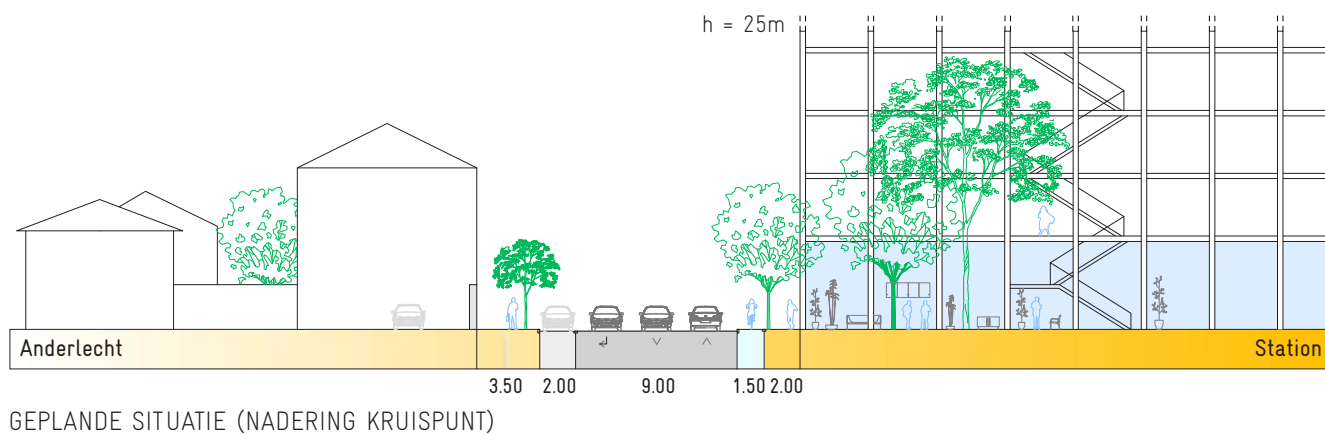 h = 25m
Anderlecht
Station
3.50 2.00 9.00 1.50 2.00
GEPLANDE SITUATIE (NADERING KRUISPUNT)